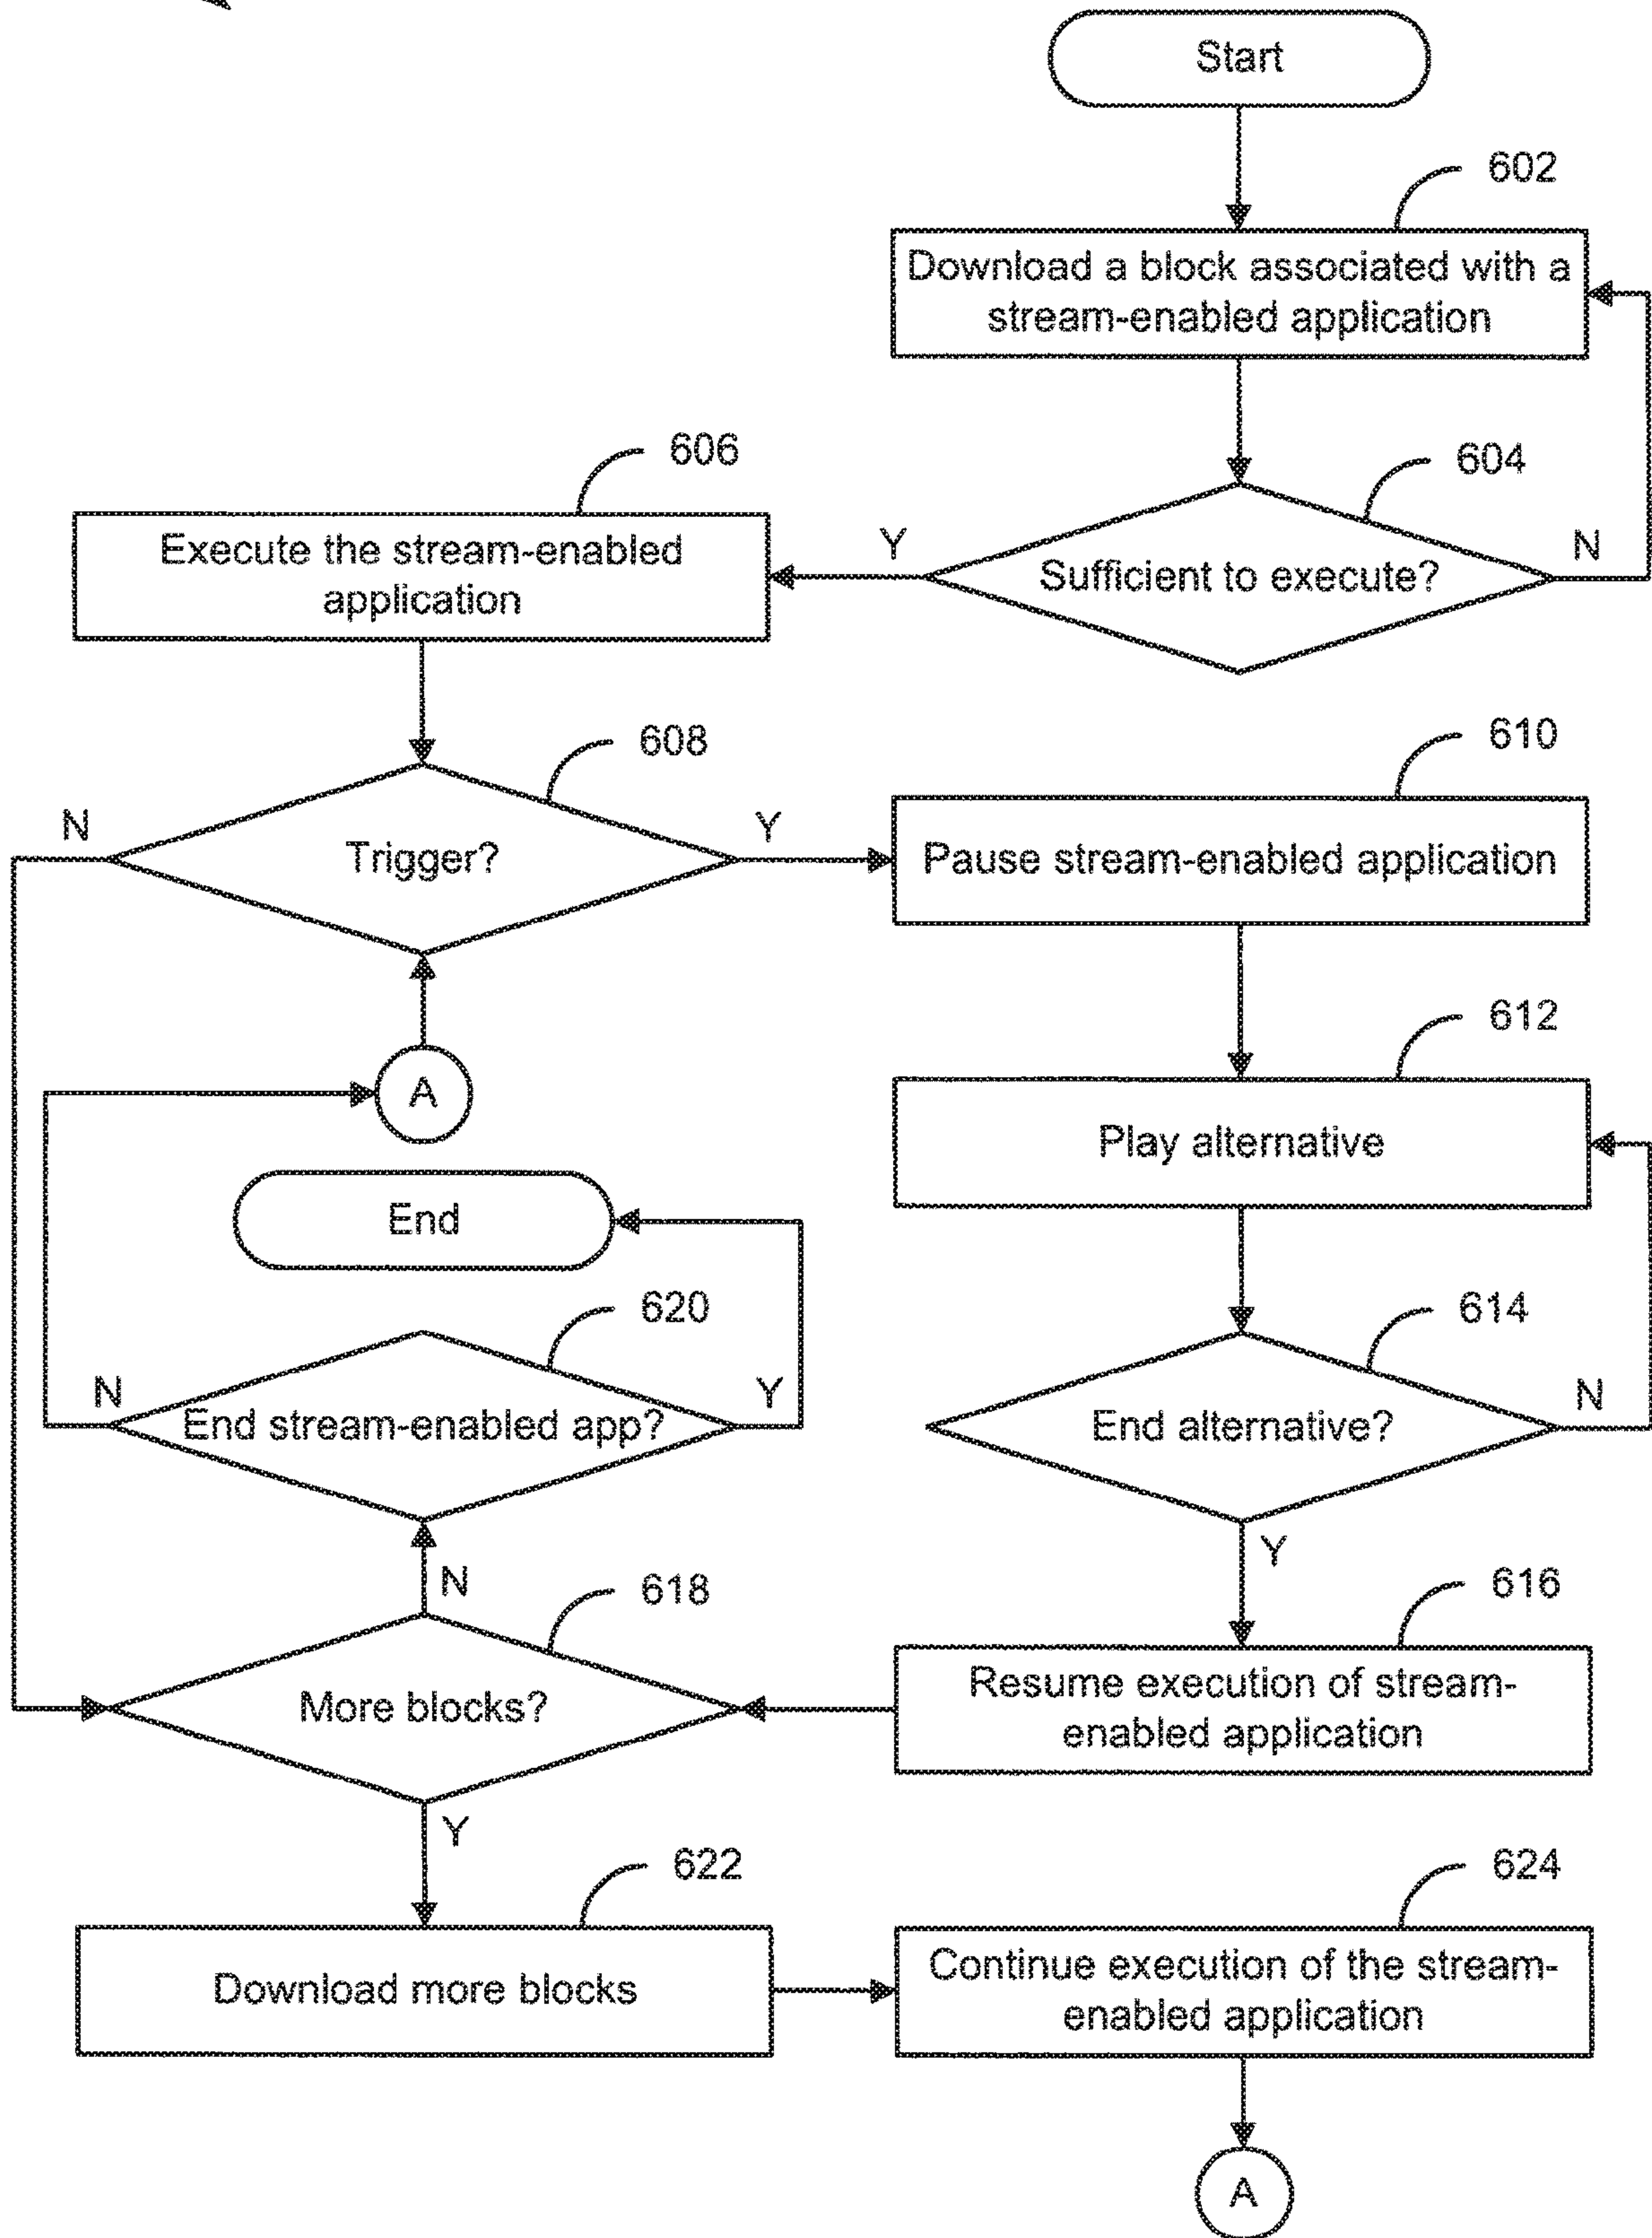 Start
602
Download a block associated with a
stream-enabled application
604
Sufficient to execute?
Y
N
606
Execute the stream-enabled
application
608
Trigger?
N
Y
610
Pause stream-enabled application
612
Play alternative
A
End
614
End alternative?
N
Y
620
End stream-enabled app?
N
Y
616
Resume execution of stream-
enabled application
618
More blocks?
N
Y
622
Download more blocks
624
Continue execution of the stream-
enabled application
A